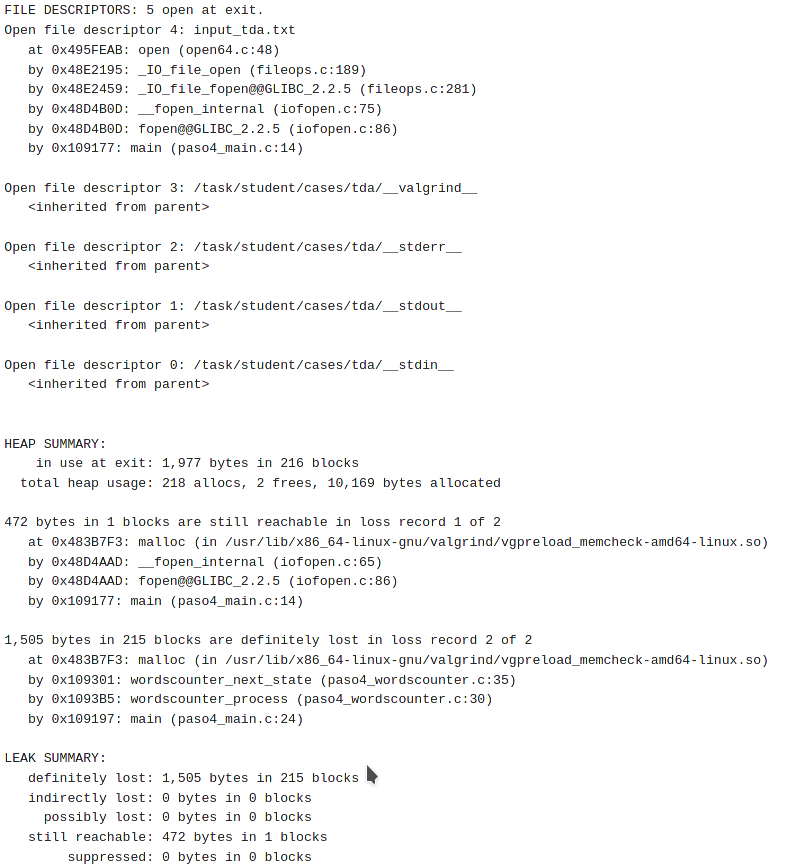 FILE DESCRIPTORS: 5 open at exit.
Open file descriptor 4: input_tda.txt
   at 0x495FEAB: open (open64.c:48)
   by 0x48E2195: _IO_file_open (fileops.c:189)
   by 0x48E2459: _IO_file_fopen@@GLIBC_2.2.5 (fileops.c:281)
   by 0x48D4B0D: __fopen_internal (iofopen.c:75)
   by 0x48D4B0D: fopen@@GLIBC_2.2.5 (iofopen.c:86)
   by 0x109177: main (paso4_main.c:14)

Open file descriptor 3: /task/student/cases/tda/__valgrind__
   <inherited from parent>

Open file descriptor 2: /task/student/cases/tda/__stderr__
   <inherited from parent>

Open file descriptor 1: /task/student/cases/tda/__stdout__
   <inherited from parent>

Open file descriptor 0: /task/student/cases/tda/__stdin__
   <inherited from parent>


HEAP SUMMARY:
    in use at exit: 1,977 bytes in 216 blocks
  total heap usage: 218 allocs, 2 frees, 10,169 bytes allocated

472 bytes in 1 blocks are still reachable in loss record 1 of 2
   at 0x483B7F3: malloc (in /usr/lib/x86_64-linux-gnu/valgrind/vgpreload_memcheck-amd64-linux.so)
   by 0x48D4AAD: __fopen_internal (iofopen.c:65)
   by 0x48D4AAD: fopen@@GLIBC_2.2.5 (iofopen.c:86)
   by 0x109177: main (paso4_main.c:14)

1,505 bytes in 215 blocks are definitely lost in loss record 2 of 2
   at 0x483B7F3: malloc (in /usr/lib/x86_64-linux-gnu/valgrind/vgpreload_memcheck-amd64-linux.so)
   by 0x109301: wordscounter_next_state (paso4_wordscounter.c:35)
   by 0x1093B5: wordscounter_process (paso4_wordscounter.c:30)
   by 0x109197: main (paso4_main.c:24)

LEAK SUMMARY:
   definitely lost: 1,505 bytes in 215 blocks
   indirectly lost: 0 bytes in 0 blocks
     possibly lost: 0 bytes in 0 blocks
   still reachable: 472 bytes in 1 blocks
        suppressed: 0 bytes in 0 blocks